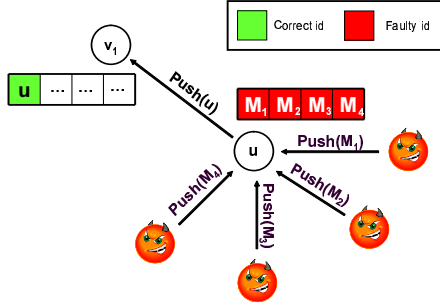 Correct id
Faulty id
v1
Push(u)
u ... ... ...
M1 M2 M3 M4
u
Push(M1)
Push(M2)
Push(M3)
Push(M4)